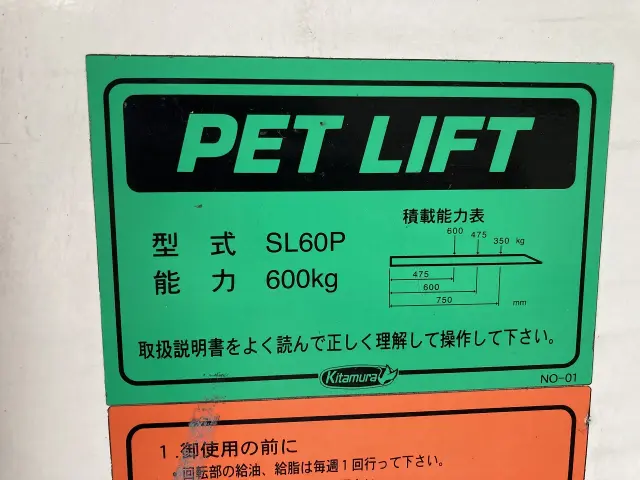 PET LIFT
型式 SL60P
能力 600kg
積載能力表
600 475 350 kg
475
600
750 mm
取扱説明書をよく読んで正しく理解して操作して下さい。
Kitamura
NO-01
1.御使用の前に
・回転部の給油、給脂は毎週1回行って下さい。